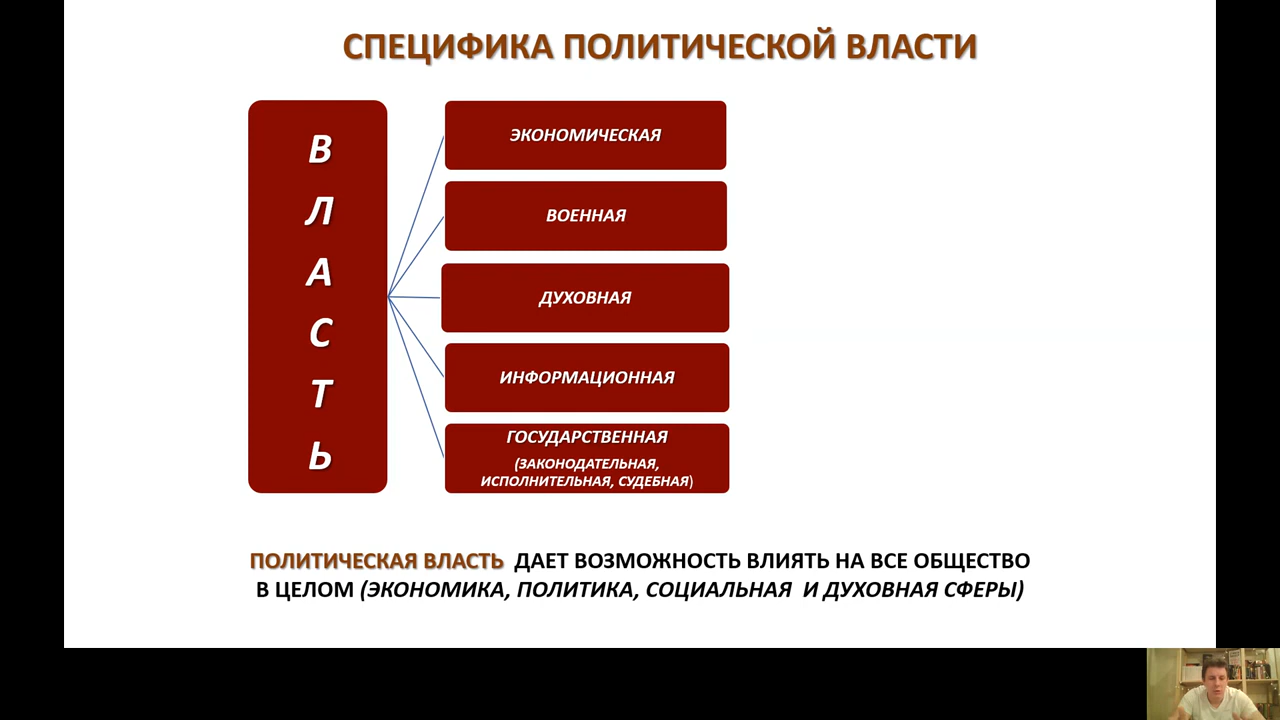 СПЕЦИФИКА ПОЛИТИЧЕСКОЙ ВЛАСТИ
В
Л
А
С
Т
Ь
ЭКОНОМИЧЕСКАЯ
ВОЕННАЯ
ДУХОВНАЯ
ИНФОРМАЦИОННАЯ
ГОСУДАРСТВЕННАЯ
(ЗАКОНОДАТЕЛЬНАЯ,
ИСПОЛНИТЕЛЬНАЯ, СУДЕБНАЯ)
ПОЛИТИЧЕСКАЯ ВЛАСТЬ ДАЕТ ВОЗМОЖНОСТЬ ВЛИЯТЬ НА ВСЕ ОБЩЕСТВО
В ЦЕЛОМ (ЭКОНОМИКА, ПОЛИТИКА, СОЦИАЛЬНАЯ И ДУХОВНАЯ СФЕРЫ)